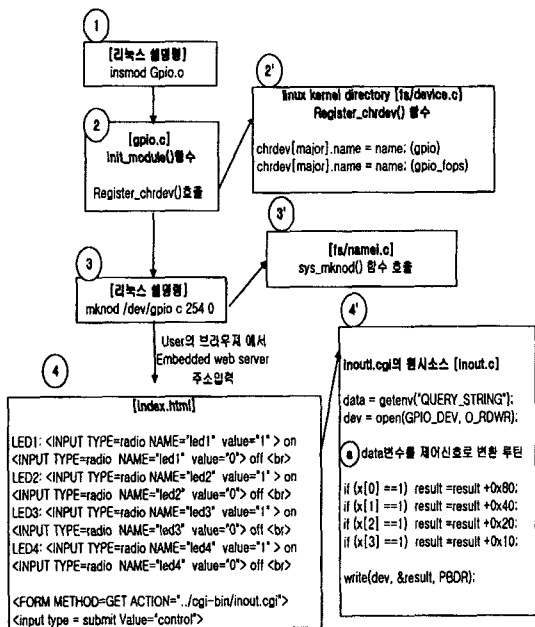 1
[리눅스 쉘명령]
insmod Gpio.o
2
[gpio.c]
Init_module()함수
Register_chrdev()호출
2'
linux kernel directory [fs/device.c]
Register_chrdev() 함수
chrdev[major].name = name; (gpio)
chrdev[major].name = name; (gpio_fops)
3'
[fs/namei.c]
sys_mknod() 함수 호출
3
[리눅스 쉘명령]
mknod /dev/gpio c 254 0
User의 브라우저 에서
Embedded web server
주소입력
4
[index.html]
LED1: <INPUT TYPE=radio NAME="led1" value="1" > on
<INPUT TYPE=radio NAME="led1" value="0"> off <br>
LED2: <INPUT TYPE=radio NAME="led2" value="1" > on
<INPUT TYPE=radio NAME="led2" value="0"> off <br>
LED3: <INPUT TYPE=radio NAME="led3" value="1" > on
<INPUT TYPE=radio NAME="led3" value="0"> off <br>
LED4: <INPUT TYPE=radio NAME="led4" value="1" > on
<INPUT TYPE=radio NAME="led4" value="0"> off <br>
<FORM METHOD=GET ACTION="../cgi-bin/inout.cgi">
<input type = submit Value="control">
4'
inout.cgi의 원시소스 [inout.c]
data = getenv("QUERY_STRING");
dev = open(GPIO_DEV, O_RDWR);
a data변수를 제어신호로 변환 루틴
if (x[0] ==1) result =result +0x80;
if (x[1] ==1) result =result +0x40;
if (x[2] ==1) result =result +0x20;
if (x[3] ==1) result =result +0x10;
write(dev, &result, PBDR);